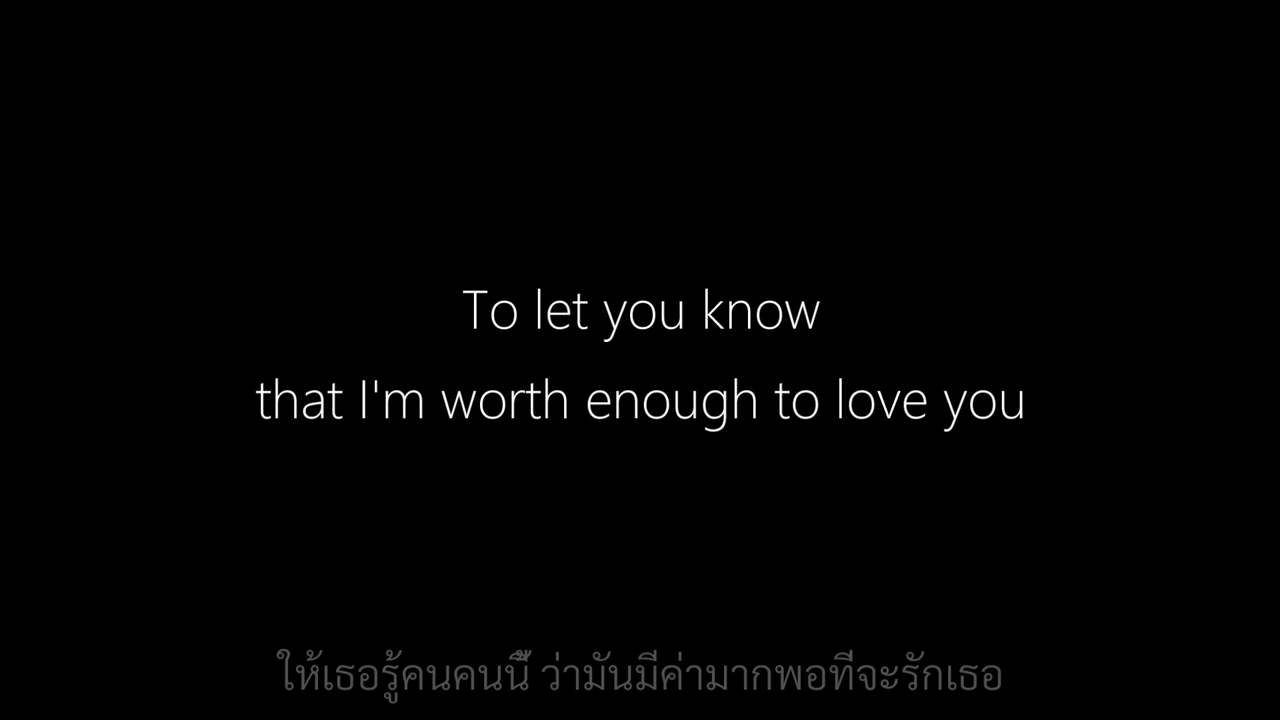 To let you know
that I'm worth enough to love you
ให้เธอรู้คนคนนี้ ว่ามันมีค่ามากพอที่จะรักเธอ